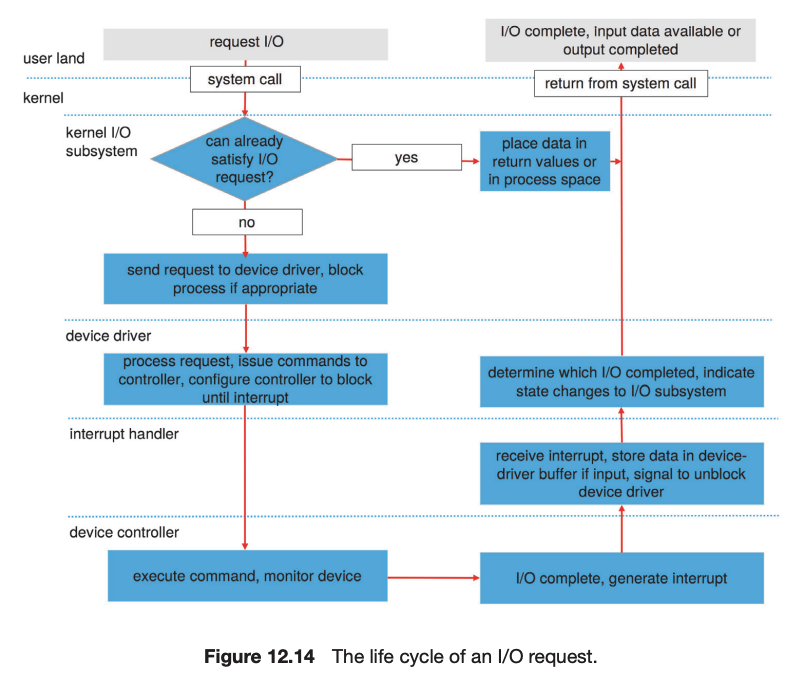 request I/O
I/O complete, input data available or
output completed
user land
system call
return from system call
kernel
kernel I/O
subsystem
can already
satisfy I/O
request?
yes
place data in
return values or
in process space
no
send request to device driver, block
process if appropriate
device driver
process request, issue commands to
controller, configure controller to block
until interrupt
determine which I/O completed, indicate
state changes to I/O subsystem
interrupt handler
receive interrupt, store data in device-
driver buffer if input, signal to unblock
device driver
device controller
execute command, monitor device
I/O complete, generate interrupt
Figure 12.14 The life cycle of an I/O request.